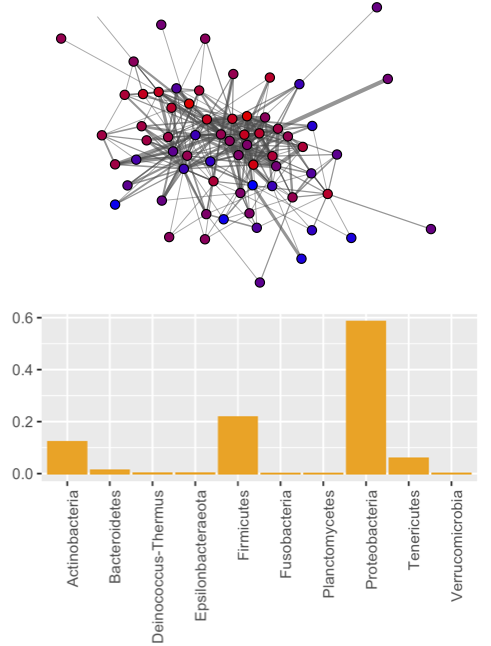 0.6
0.4
0.2
0.0
Actinobacteria
Bacteroidetes
Deinococcus-Thermus
Epsilonbacteraeota
Firmicutes
Fusobacteria
Planctomycetes
Proteobacteria
Tenericutes
Verrucomicrobia